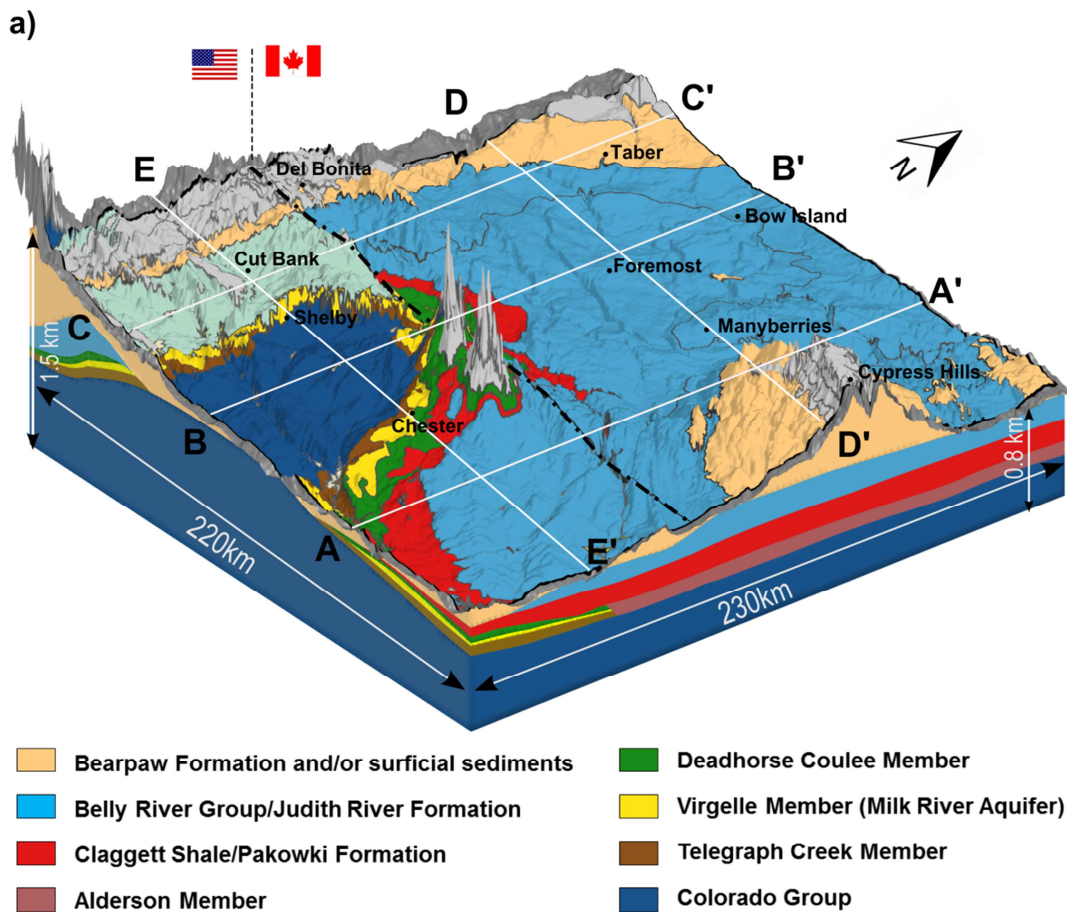 a)
D
C'
E
Taber
Del Bonita
B'
N
Bow Island
Cut Bank
Foremost
A'
Shelby
Manyberries
C
Cypress Hills
1.5 km
Chester
B
D'
0.8 km
A
E'
220km
230km
Bearpaw Formation and/or surficial sediments
Belly River Group/Judith River Formation
Claggett Shale/Pakowki Formation
Alderson Member
Deadhorse Coulee Member
Virgelle Member (Milk River Aquifer)
Telegraph Creek Member
Colorado Group